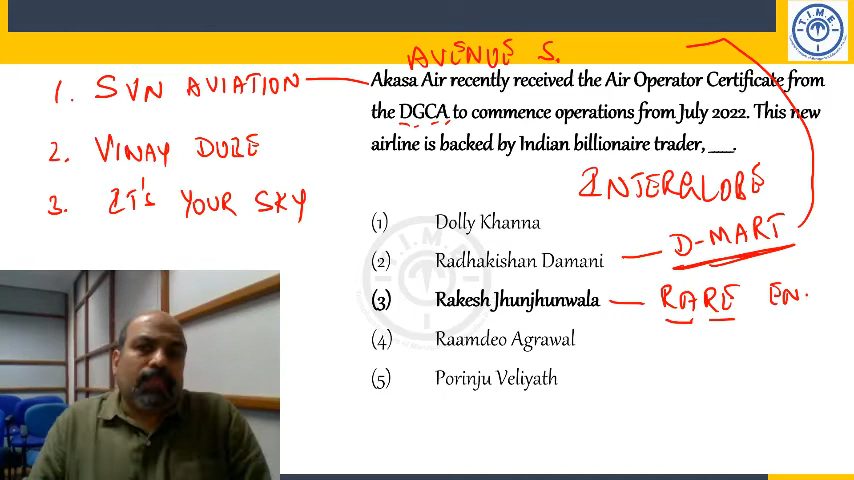 T.I.M.E.
AVENUE S.
1. SVN AVIATION
Akasa Air recently received the Air Operator Certificate from
the DGCA to commence operations from July 2022. This new
airline is backed by Indian billionaire trader, ___.
2. VINAY DUBE
3. IT's YOUR SKY
INTERGLOBE
(1) Dolly Khanna
(2) Radhakishan Damani
D-MART
(3) Rakesh Jhunjhunwala
RARE EN.
(4) Raamdeo Agrawal
(5) Porinju Veliyath